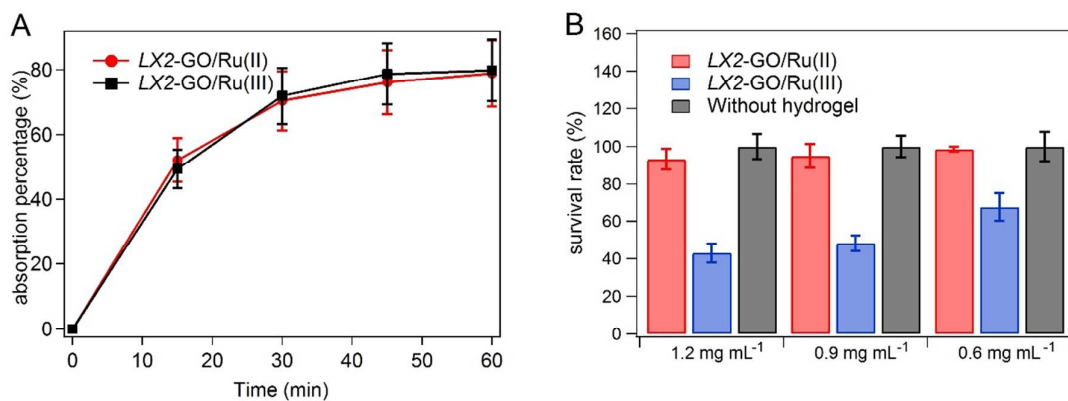 A
absorption percentage (%)
80
60
40
20
0
LX2-GO/Ru(II)
LX2-GO/Ru(III)
0 10 20 30 40 50 60
Time (min)
B
survival rate (%)
160
140
120
100
80
60
40
20
0
LX2-GO/Ru(II)
LX2-GO/Ru(III)
Without hydrogel
1.2 mg mL⁻¹ 0.9 mg mL⁻¹ 0.6 mg mL⁻¹